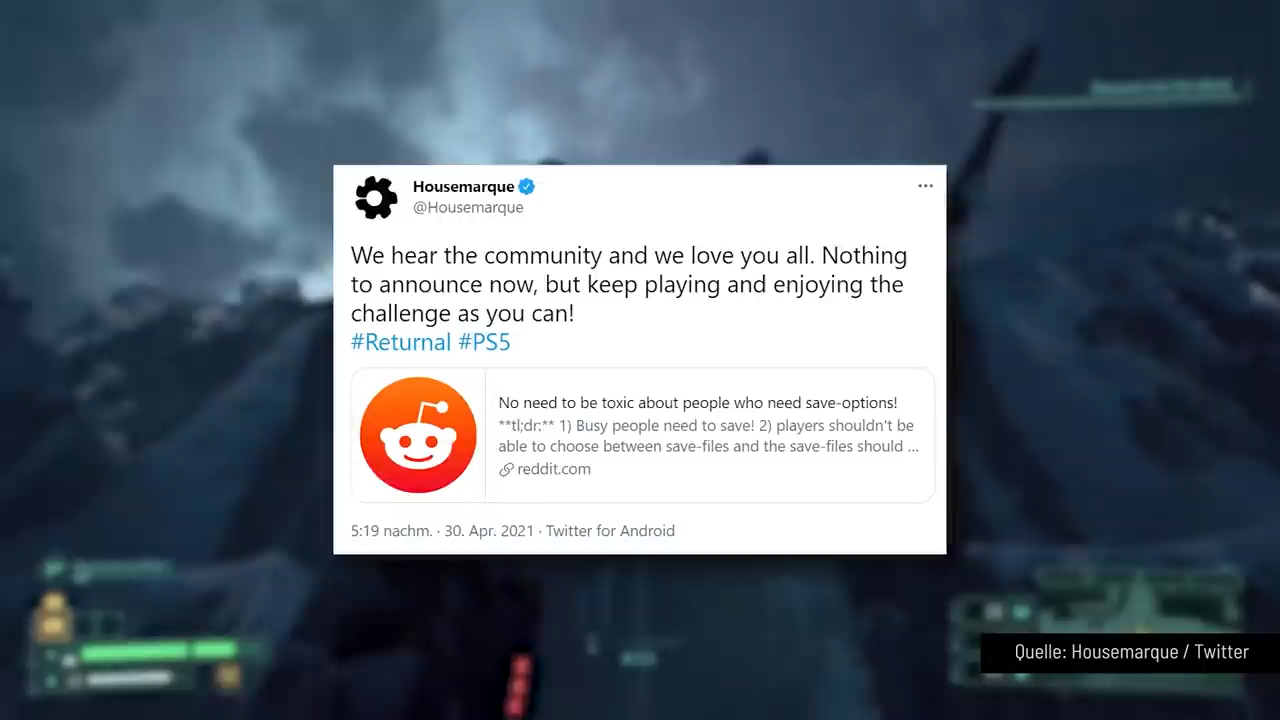 Housemarque
@Housemarque
We hear the community and we love you all. Nothing
to announce now, but keep playing and enjoying the
challenge as you can!
#Returnal #PS5
No need to be toxic about people who need save-options!
**tl;dr:** 1) Busy people need to save! 2) players shouldn't be
able to choose between save-files and the save-files should ...
reddit.com
5:19 nachm. · 30. Apr. 2021 · Twitter for Android
Quelle: Housemarque / Twitter